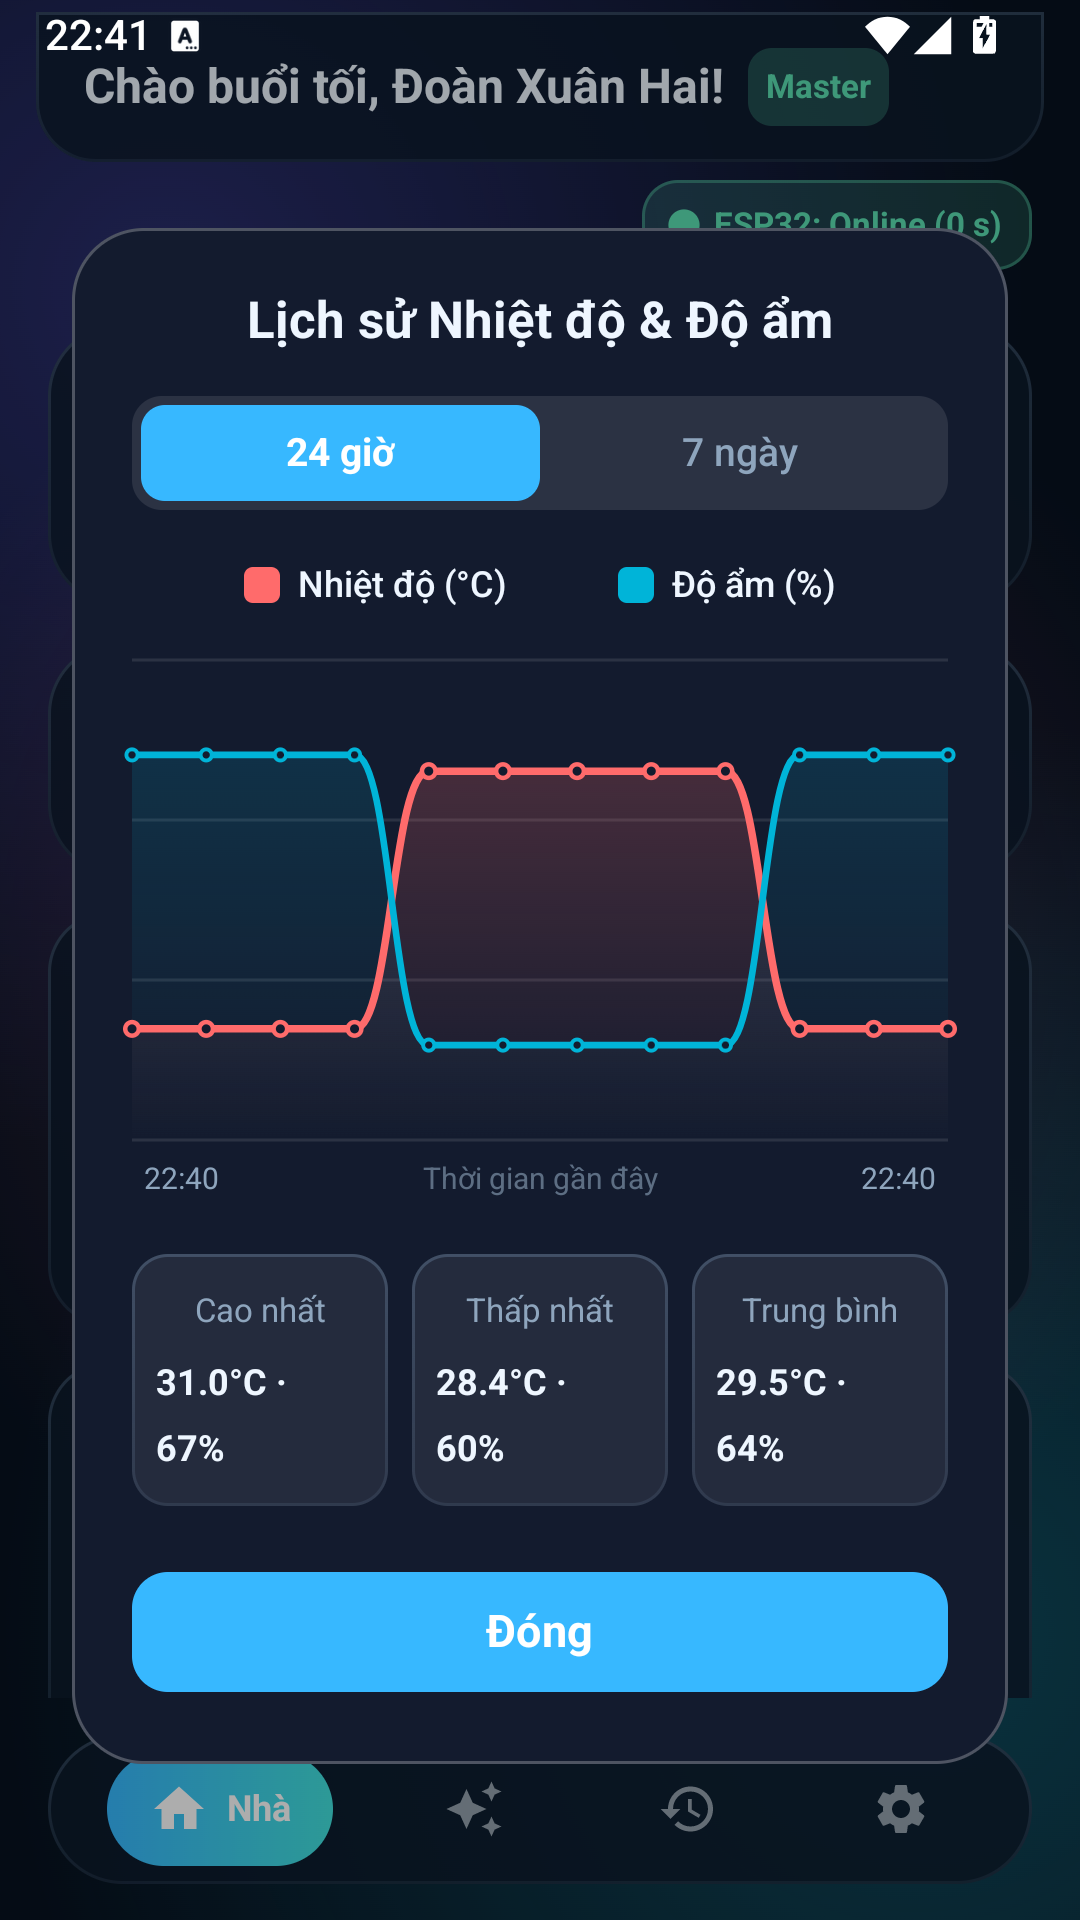 22:41
Chào buổi tối, Đoàn Xuân Hai!
Master
ESP32: Online (0 s)
Lịch sử Nhiệt độ & Độ ẩm
24 giờ
7 ngày
Nhiệt độ (°C)
Độ ẩm (%)
22:40
Thời gian gần đây
22:40
Cao nhất
31.0°C ·
67%
Thấp nhất
28.4°C ·
60%
Trung bình
29.5°C ·
64%
Đóng
Nhà